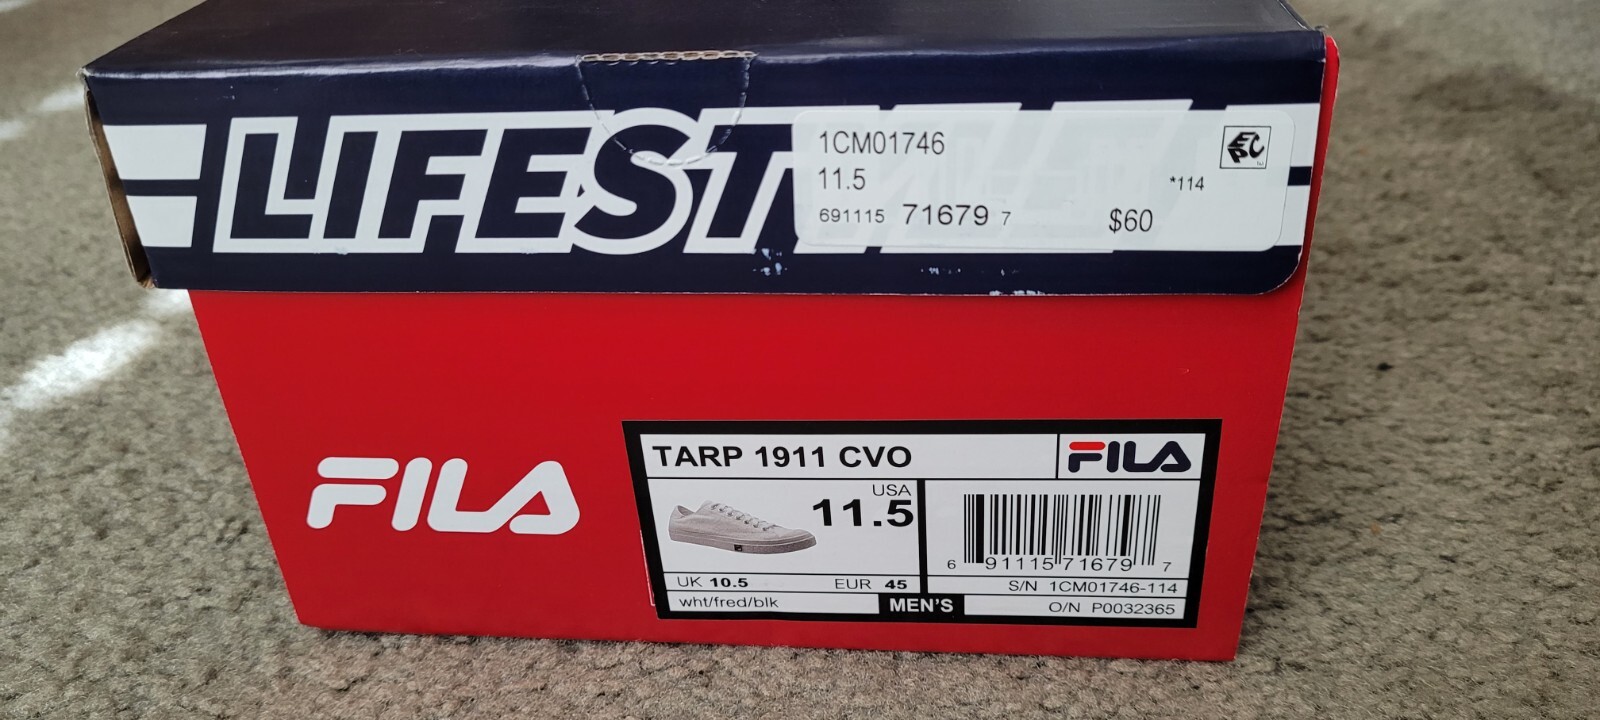 LIFEST
1CM01746
11.5
*114
691115 71679 7
$60
EPC
FILA
TARP 1911 CVO
FILA
USA
11.5
UK 10.5
EUR 45
wht/fred/blk
MEN'S
6 91115 71679 7
S/N 1CM01746-114
O/N P0032365